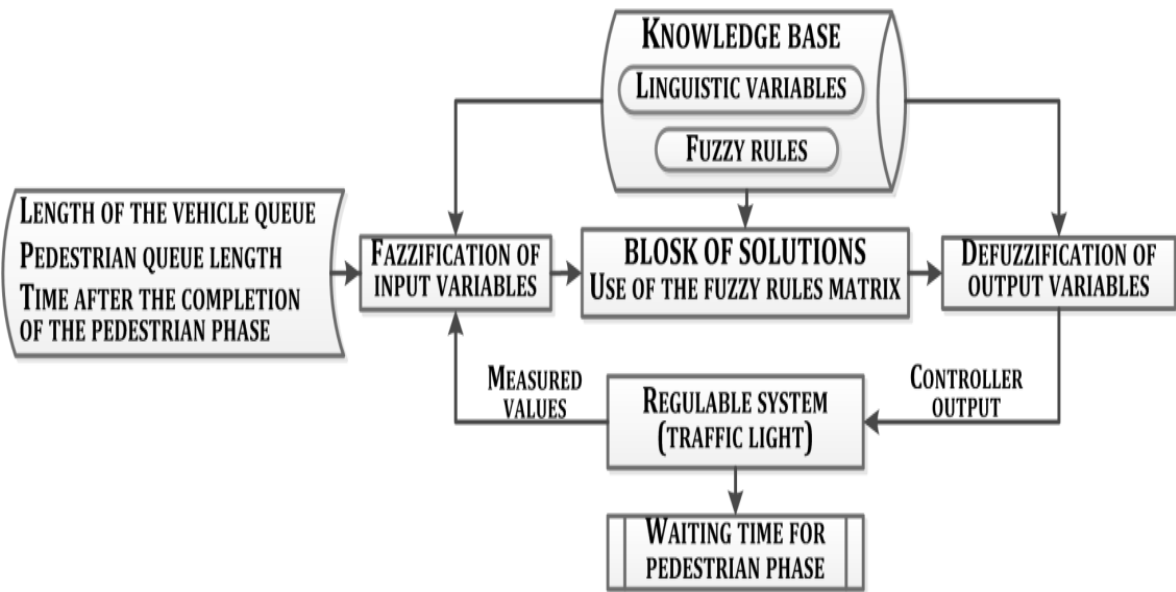 KNOWLEDGE BASE
LINGUISTIC VARIABLES
FUZZY RULES
LENGTH OF THE VEHICLE QUEUE
PEDESTRIAN QUEUE LENGTH
TIME AFTER THE COMPLETION
OF THE PEDESTRIAN PHASE
FAZZIFICATION OF
INPUT VARIABLES
BLOSK OF SOLUTIONS
USE OF THE FUZZY RULES MATRIX
DEFUZZIFICATION OF
OUTPUT VARIABLES
MEASURED
VALUES
REGULABLE SYSTEM
(TRAFFIC LIGHT)
CONTROLLER
OUTPUT
WAITING TIME FOR
PEDESTRIAN PHASE